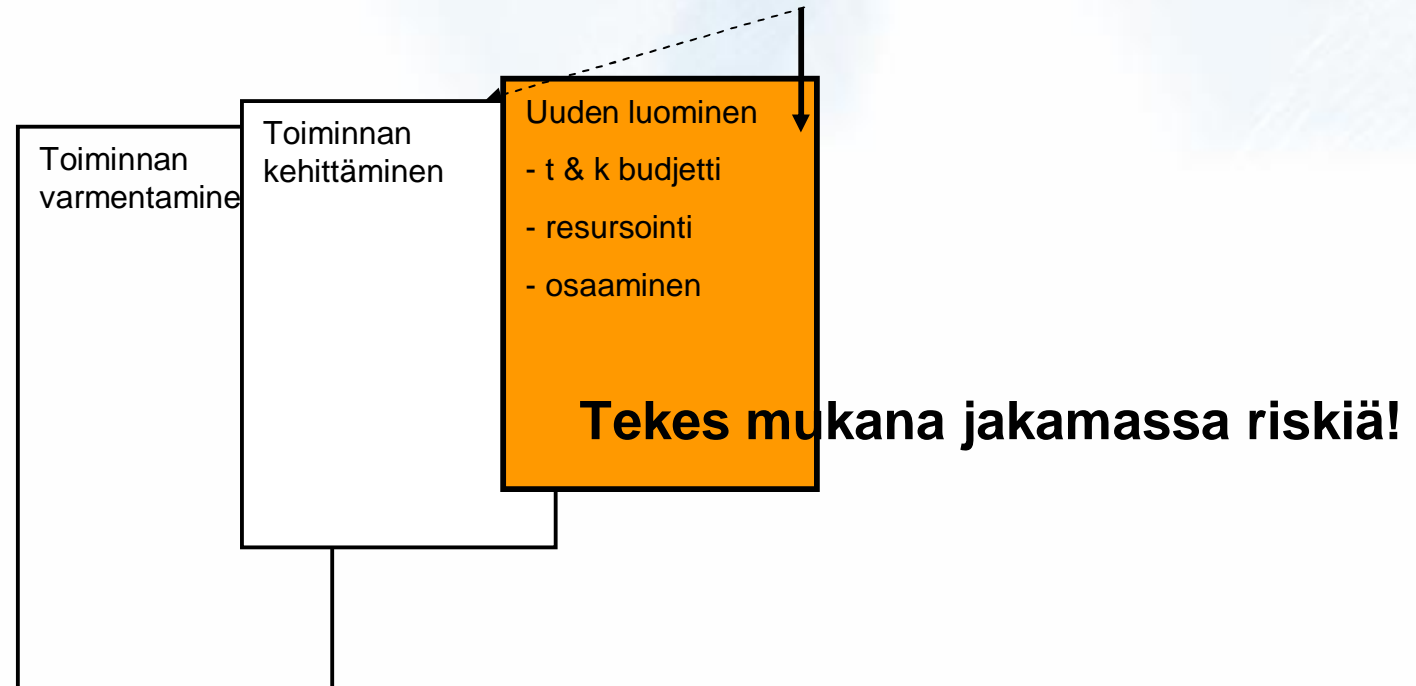 Toiminnan
varmentamine
Toiminnan
kehittäminen
Uuden luominen
- t & k budjetti
- resursointi
- osaaminen
Tekes mukana jakamassa riskiä!